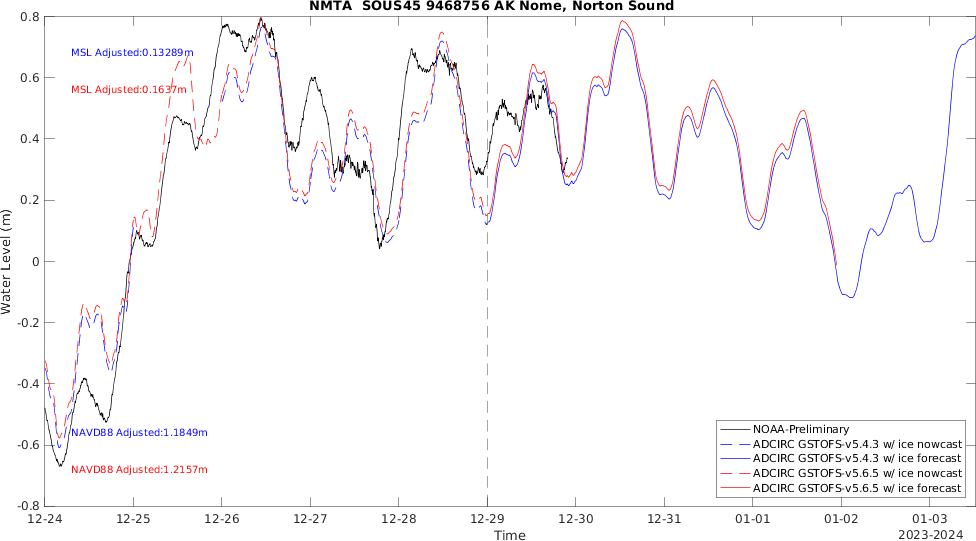 NMTA SOUS45 9468756 AK Nome, Norton Sound
0.8
0.6
0.4
0.2
0
-0.2
-0.4
-0.6
-0.8
Water Level (m)
MSL Adjusted:0.13289m
MSL Adjusted:0.1637m
NAVD88 Adjusted:1.1849m
NAVD88 Adjusted:1.2157m
NOAA-Preliminary
ADCIRC GSTOFS-v5.4.3 w/ ice nowcast
ADCIRC GSTOFS-v5.4.3 w/ ice forecast
ADCIRC GSTOFS-v5.6.5 w/ ice nowcast
ADCIRC GSTOFS-v5.6.5 w/ ice forecast
12-24 12-25 12-26 12-27 12-28 12-29 12-30 12-31 01-01 01-02 01-03
Time
2023-2024